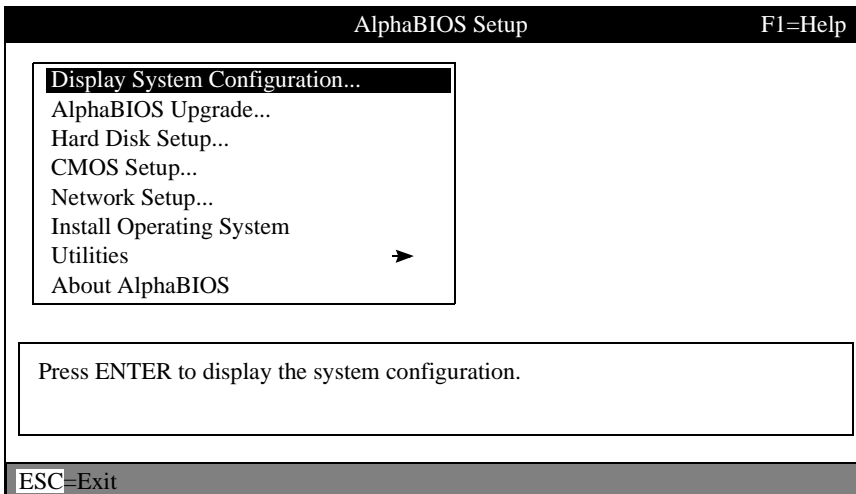 AlphaBIOS Setup F1=Help
Display System Configuration...
AlphaBIOS Upgrade...
Hard Disk Setup...
CMOS Setup...
Network Setup...
Install Operating System
Utilities
About AlphaBIOS
Press ENTER to display the system configuration.
ESC=Exit